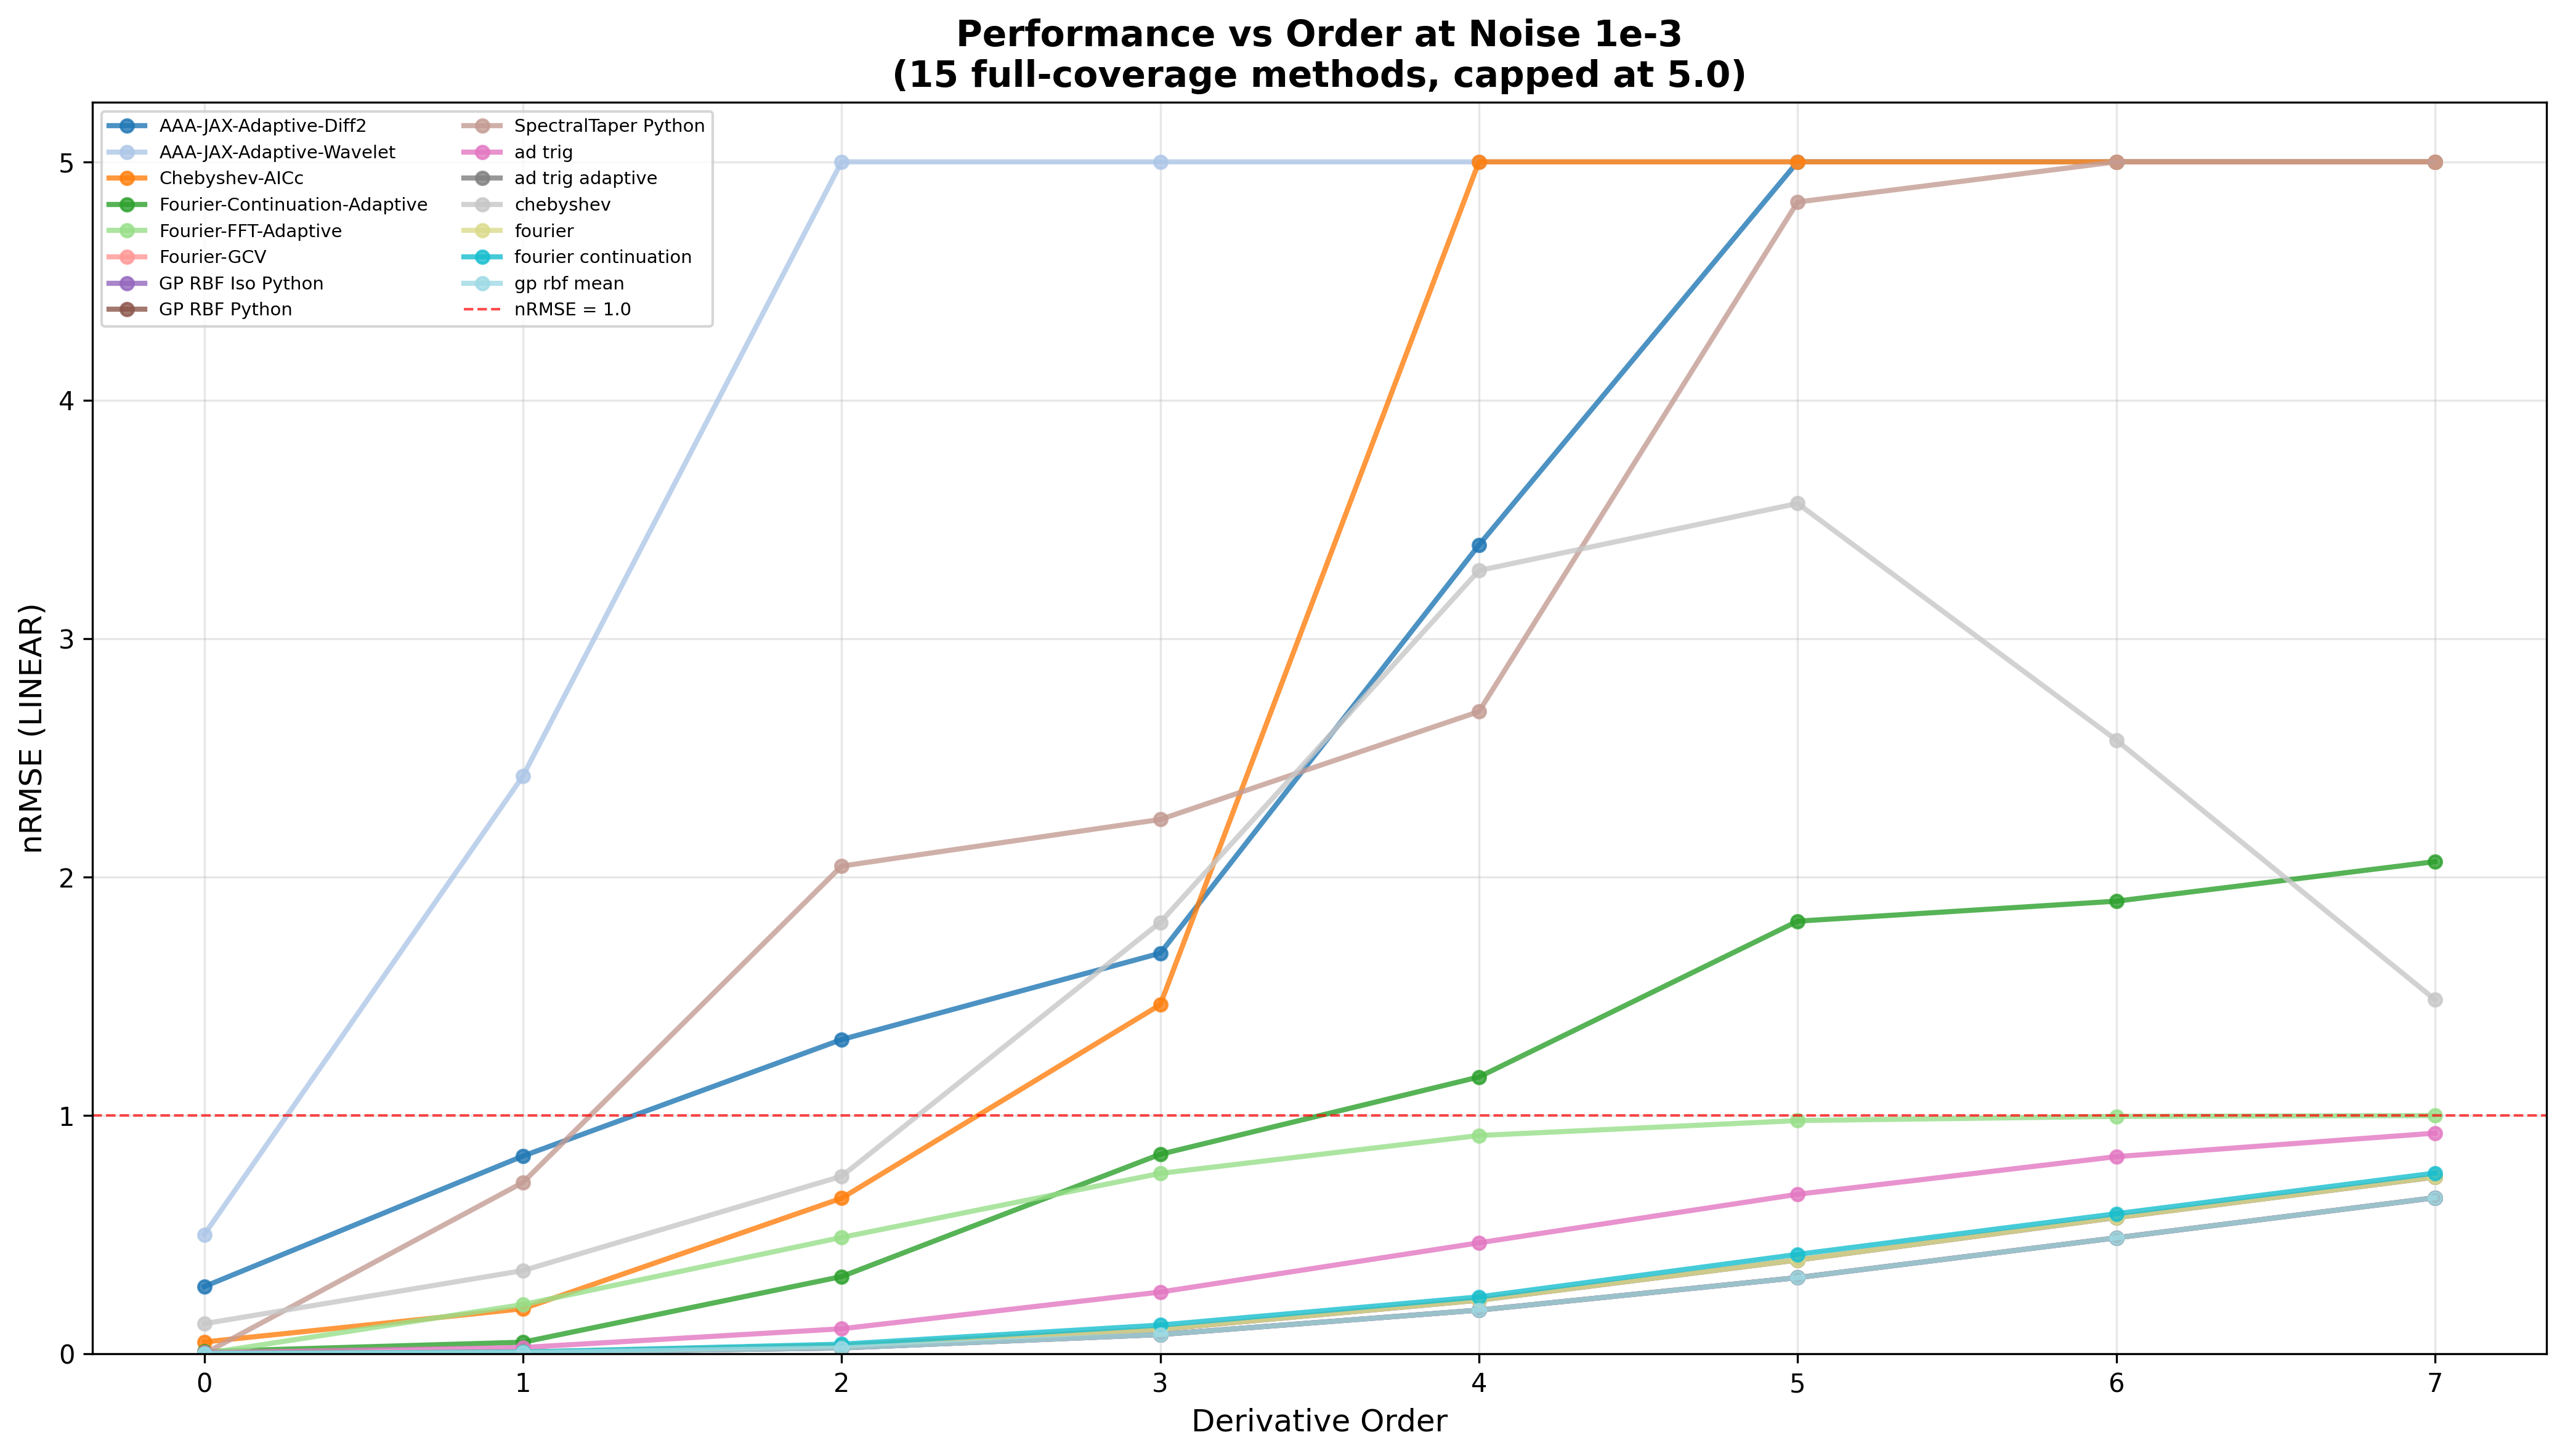 Performance vs Order at Noise 1e-3
(15 full-coverage methods, capped at 5.0)
AAA-JAX-Adaptive-Diff2
AAA-JAX-Adaptive-Wavelet
Chebyshev-AICc
Fourier-Continuation-Adaptive
Fourier-FFT-Adaptive
Fourier-GCV
GP RBF Iso Python
GP RBF Python
SpectralTaper Python
ad trig
ad trig adaptive
chebyshev
fourier
fourier continuation
gp rbf mean
nRMSE = 1.0
nRMSE (LINEAR)
5
4
3
2
1
0
0 1 2 3 4 5 6 7
Derivative Order